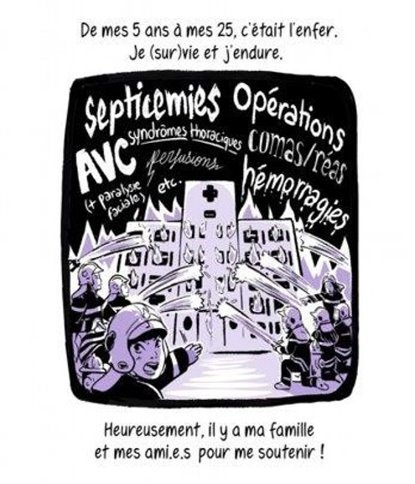 De mes 5 ans à mes 25, c'était l'enfer.
Je (sur)vie et j'endure.
Septicemies Opérations
syndrômes thoraciques
AVC
comas/réas
perfusions
(+ paralysie
faciale)
etc.
hémorragies
Heureusement, il y a ma famille
et mes ami.e.s pour me soutenir !